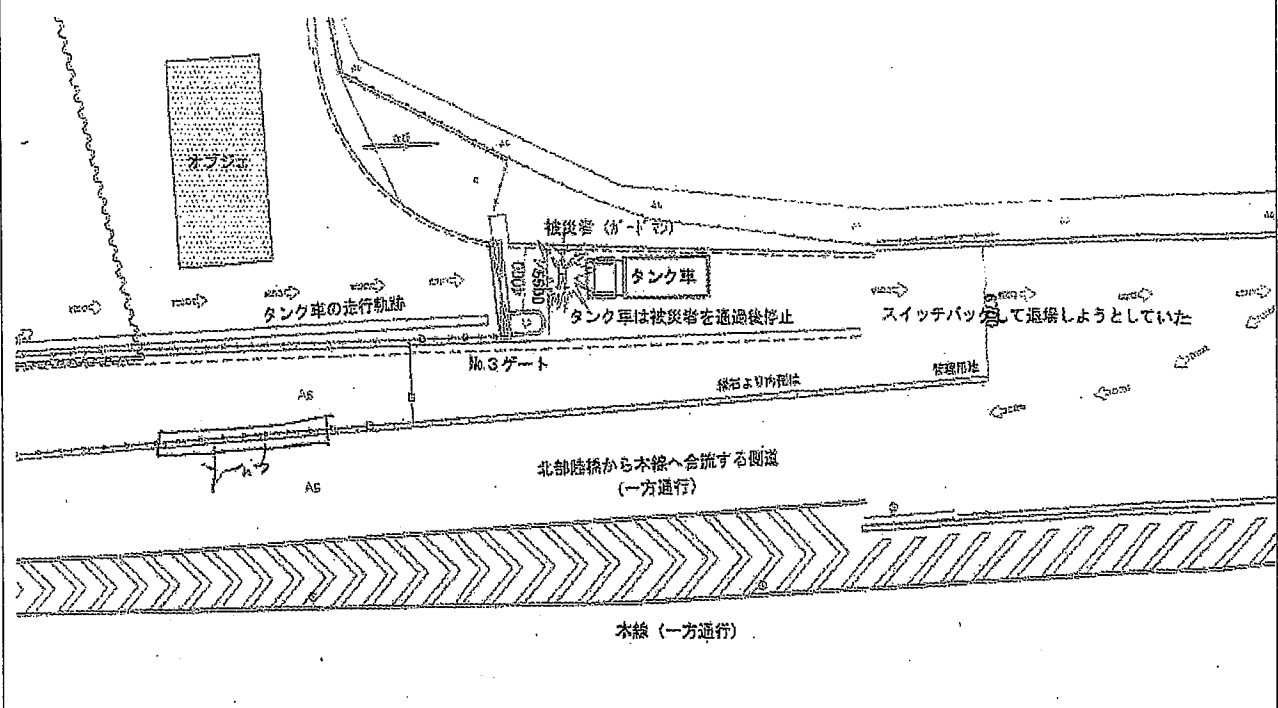 オブジェ
被災者（ガードマン）
タンク車
タンク車の走行軌跡
タンク車は被災者を通過後停止
スイッチバックして退場しようとしていた
No.3ゲート
縁石より内側は
管理用地
As
As
北部陸橋から本線へ合流する側道
（一方通行）
本線（一方通行）